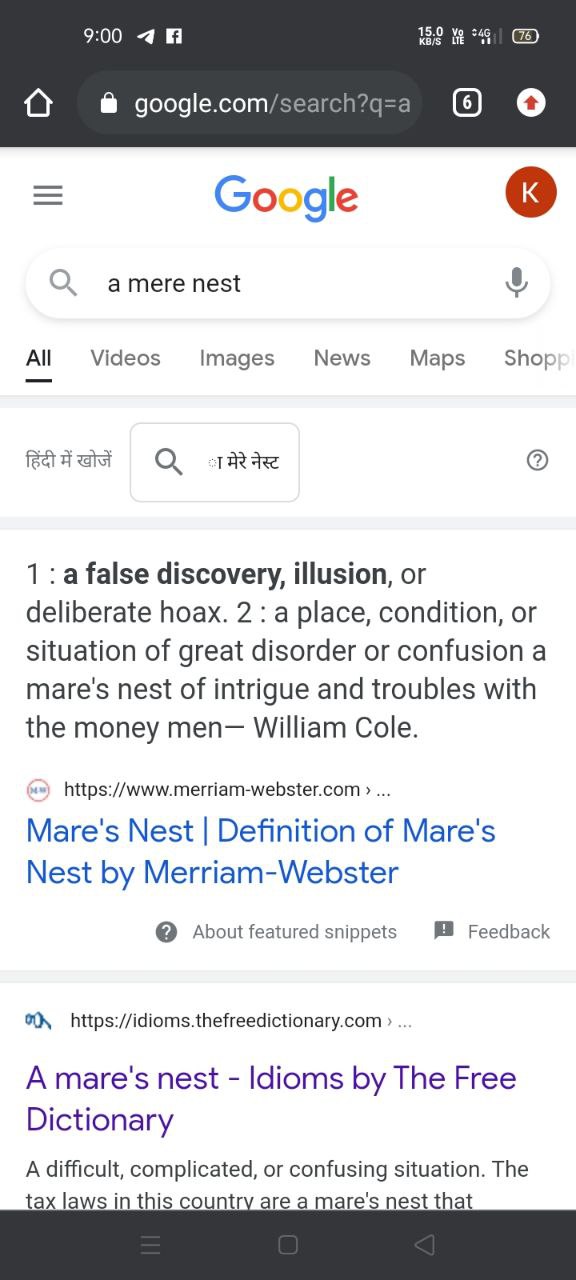 9:00
15.0 KB/S Vo LTE 4G 76
google.com/search?q=a
6
Google
K
a mere nest
All Videos Images News Maps Shopp
हिंदी में खोजें
ा मेरे नेस्ट
1 : a false discovery, illusion, or
deliberate hoax. 2 : a place, condition, or
situation of great disorder or confusion a
mare's nest of intrigue and troubles with
the money men— William Cole.
https://www.merriam-webster.com › ...
Mare's Nest | Definition of Mare's
Nest by Merriam-Webster
About featured snippets Feedback
https://idioms.thefreedictionary.com › ...
A mare's nest - Idioms by The Free
Dictionary
A difficult, complicated, or confusing situation. The
tax laws in this country are a mare's nest that